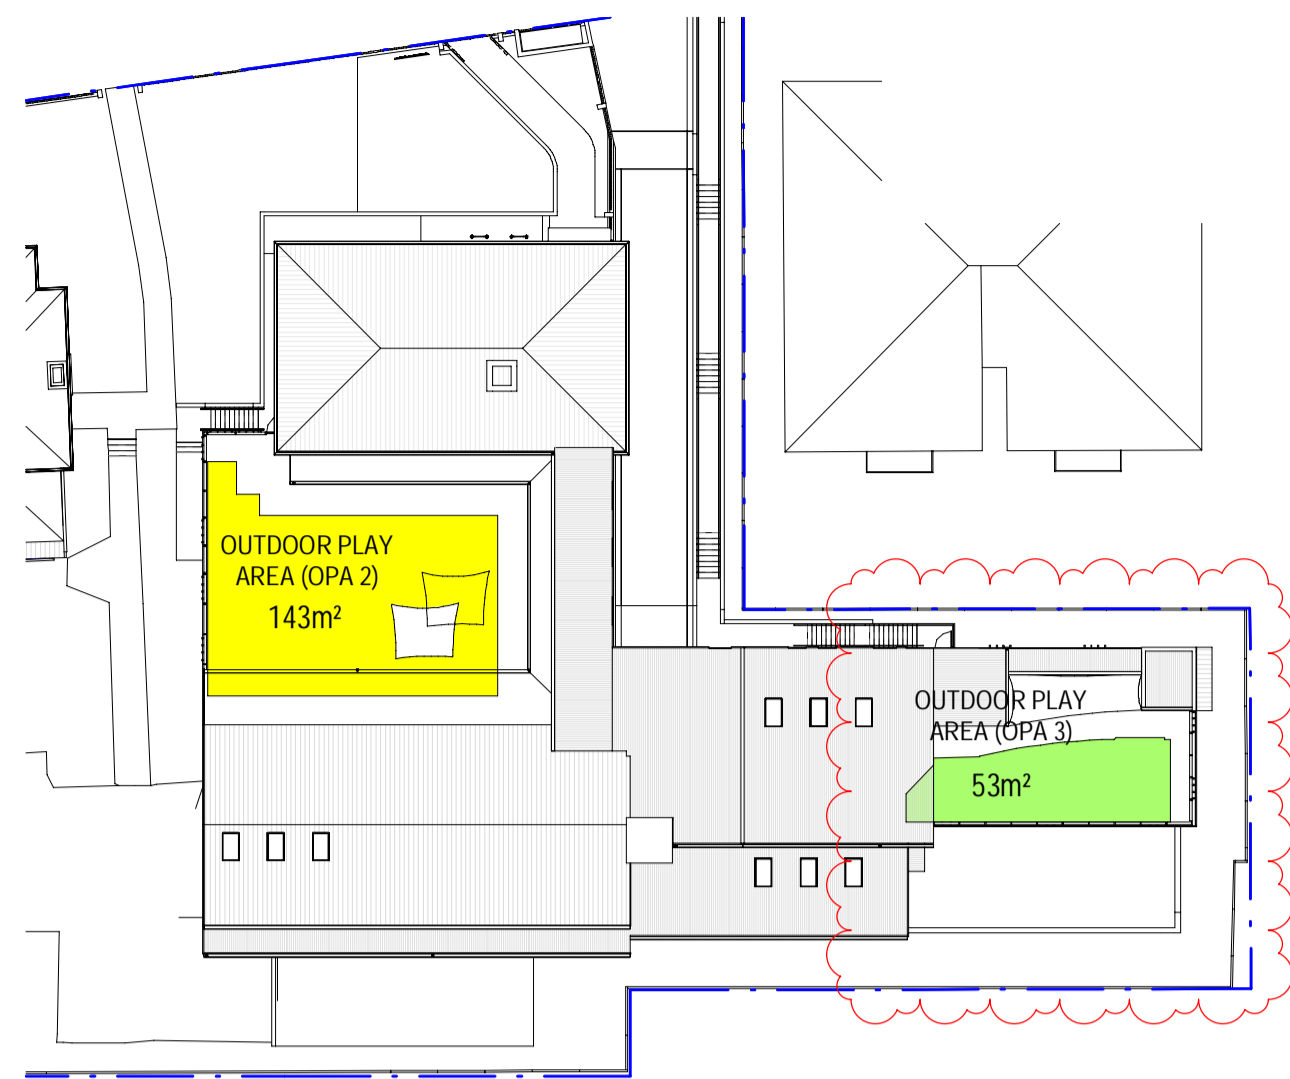 OUTDOOR PLAY
AREA (OPA 2)
143m²
OUTDOOR PLAY
AREA (OPA 3)
53m²